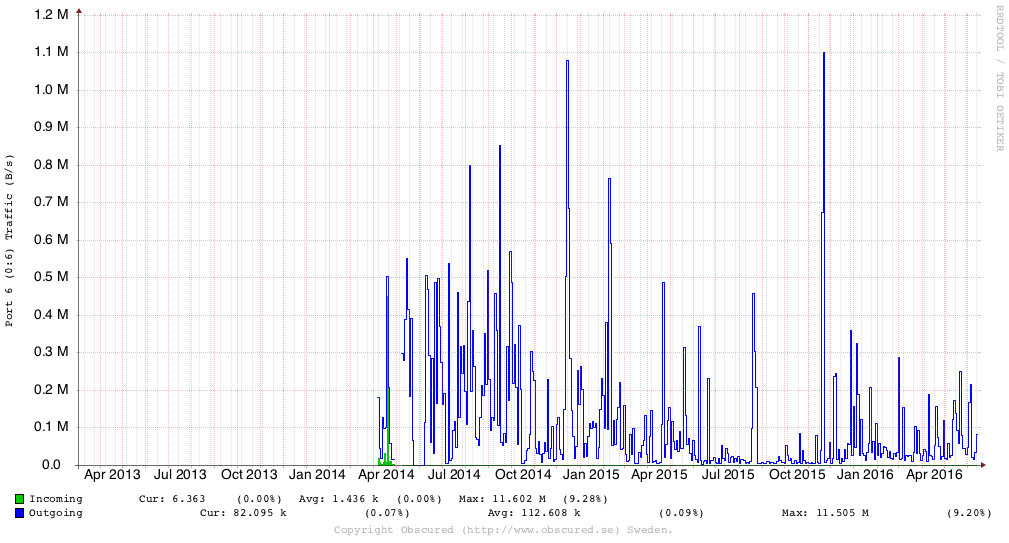 1.2 M
1.1 M
1.0 M
0.9 M
0.8 M
0.7 M
0.6 M
0.5 M
0.4 M
0.3 M
0.2 M
0.1 M
0.0
Port 6 (0:6) Traffic (B/s)
RRDTOOL / TOBI OETIKER
Apr 2013 Jul 2013 Oct 2013 Jan 2014 Apr 2014 Jul 2014 Oct 2014 Jan 2015 Apr 2015 Jul 2015 Oct 2015 Jan 2016 Apr 2016
Incoming Cur: 6.363 (0.00%) Avg: 1.436 k (0.00%) Max: 11.602 M (9.28%)
Outgoing Cur: 82.095 k (0.07%) Avg: 112.608 k (0.09%) Max: 11.505 M (9.20%)
Copyright Obscured (http://www.obscured.se) Sweden.